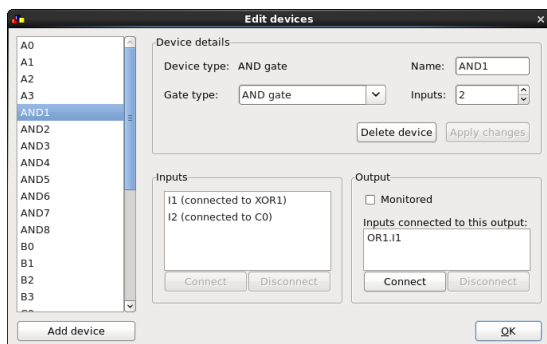 Edit devices
A0
A1
A2
A3
AND1
AND2
AND3
AND4
AND5
AND6
AND7
AND8
B0
B1
B2
B3
Add device
Device details
Device type: AND gate
Name: AND1
Gate type: AND gate
Inputs: 2
Delete device
Apply changes
Inputs
I1 (connected to XOR1)
I2 (connected to C0)
Connect
Disconnect
Output
Monitored
Inputs connected to this output:
OR1.I1
Connect
Disconnect
OK